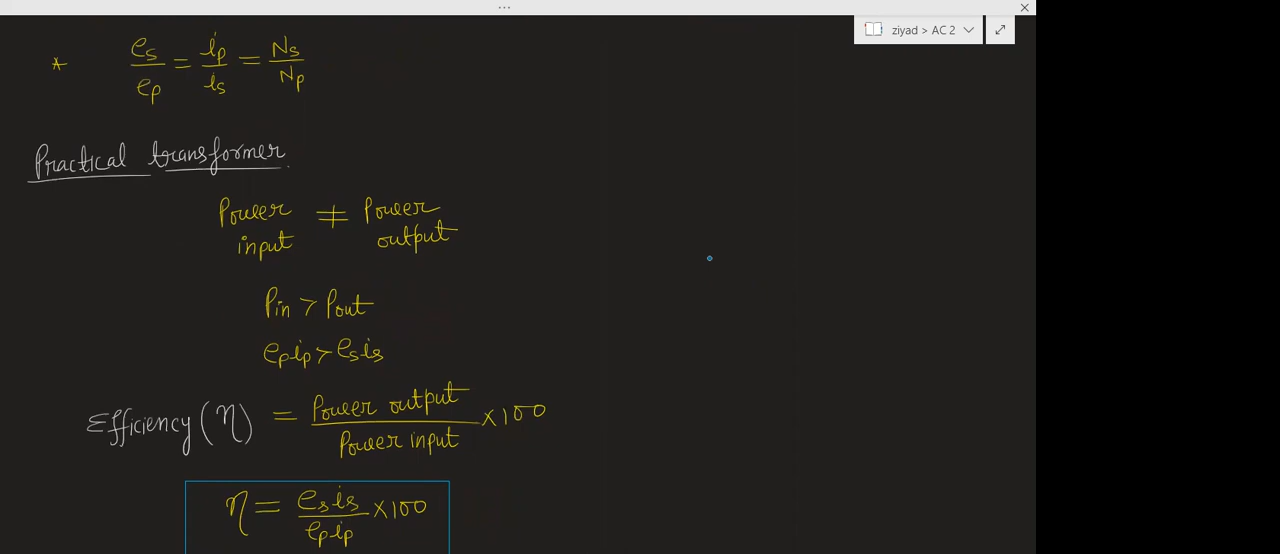 ziyad > AC 2
* es/ep = ip/is = Ns/Np
Practical transformer.
Power input ≠ Power output
Pin > Pout
epip > esis
Efficiency (η) = Power output / Power input × 100
η = esis / epip × 100